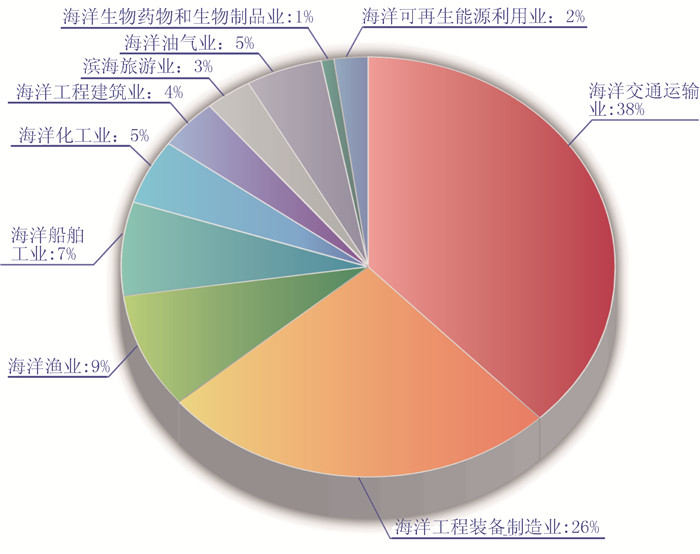 海洋生物药物和生物制品业:1%
海洋可再生能源利用业：2%
海洋油气业：5%
滨海旅游业：3%
海洋工程建筑业：4%
海洋化工业：5%
海洋交通运输
业:38%
海洋船舶
工业:7%
海洋渔业:9%
海洋工程装备制造业:26%